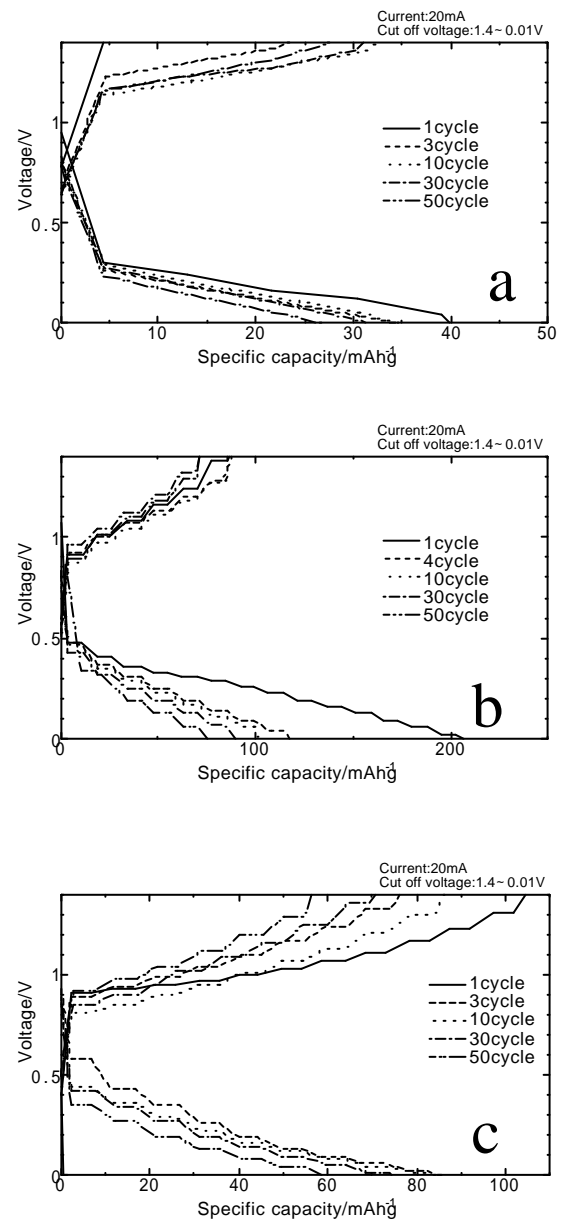 Current:20mA
Cut off voltage:1.4~ 0.01V
Voltage/V
1
0.5
0
1cycle
3cycle
10cycle
30cycle
50cycle
a
0 10 20 30 40 50
Specific capacity/mAhg-1
Current:20mA
Cut off voltage:1.4~ 0.01V
Voltage/V
1
0.5
0
1cycle
4cycle
10cycle
30cycle
50cycle
b
0 100 200
Specific capacity/mAhg-1
Current:20mA
Cut off voltage:1.4~ 0.01V
Voltage/V
1
0.5
0
1cycle
3cycle
10cycle
30cycle
50cycle
c
0 20 40 60 80 100
Specific capacity/mAhg-1